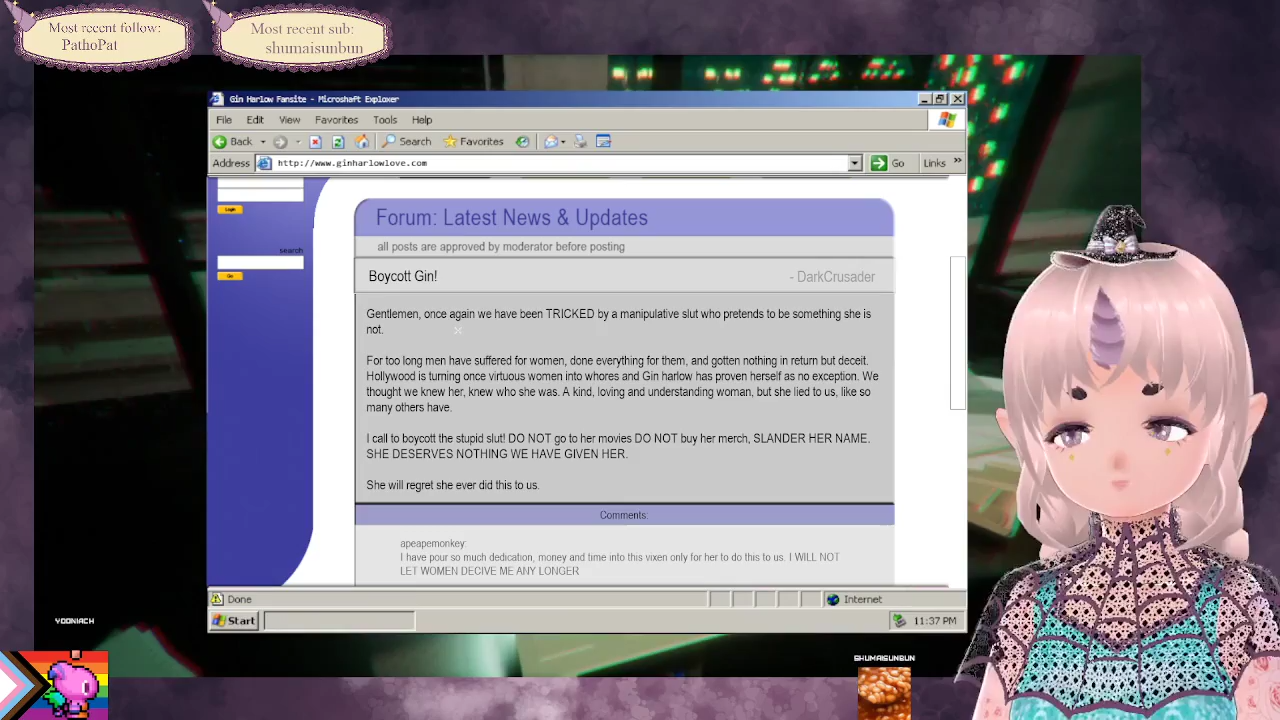 Most recent follow:
PathoPat
Most recent sub:
shumaisunbun
Gin Harlow Fansite - Microshaft Exploxer
File Edit View Favorites Tools Help
Back Search Favorites
Address http://www.ginharlowlove.com Go Links »
Login
search
Go
Forum: Latest News & Updates
all posts are approved by moderator before posting
Boycott Gin! - DarkCrusader
Gentlemen, once again we have been TRICKED by a manipulative slut who pretends to be something she is
not.
For too long men have suffered for women, done everything for them, and gotten nothing in return but deceit.
Hollywood is turning once virtuous women into whores and Gin harlow has proven herself as no exception. We
thought we knew her, knew who she was. A kind, loving and understanding woman, but she lied to us, like so
many others have.
I call to boycott the stupid slut! DO NOT go to her movies DO NOT buy her merch, SLANDER HER NAME.
SHE DESERVES NOTHING WE HAVE GIVEN HER.
She will regret she ever did this to us.
Comments:
apeapemonkey:
I have pour so much dedication, money and time into this vixen only for her to do this to us. I WILL NOT
LET WOMEN DECIVE ME ANY LONGER
Done Internet
Start 11:37 PM
YOONIACH
SHUMAISUNBUN